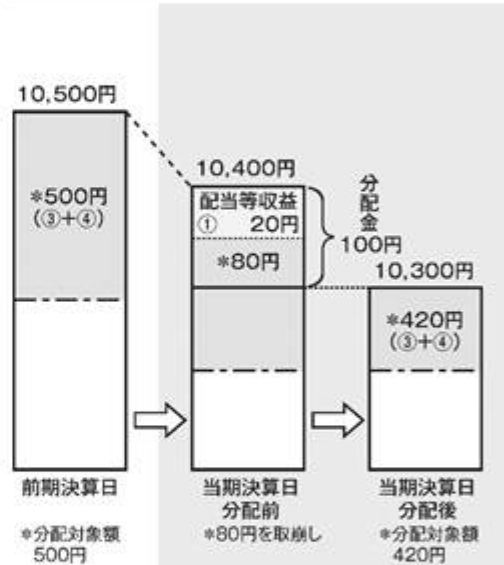 10,500円
*500円
(③+④)
前期決算日
*分配対象額
500円
10,400円
配当等収益
① 20円
*80円
分配金
100円
当期決算日
分配前
*80円を取崩し
10,300円
*420円
(③+④)
当期決算日
分配後
*分配対象額
420円